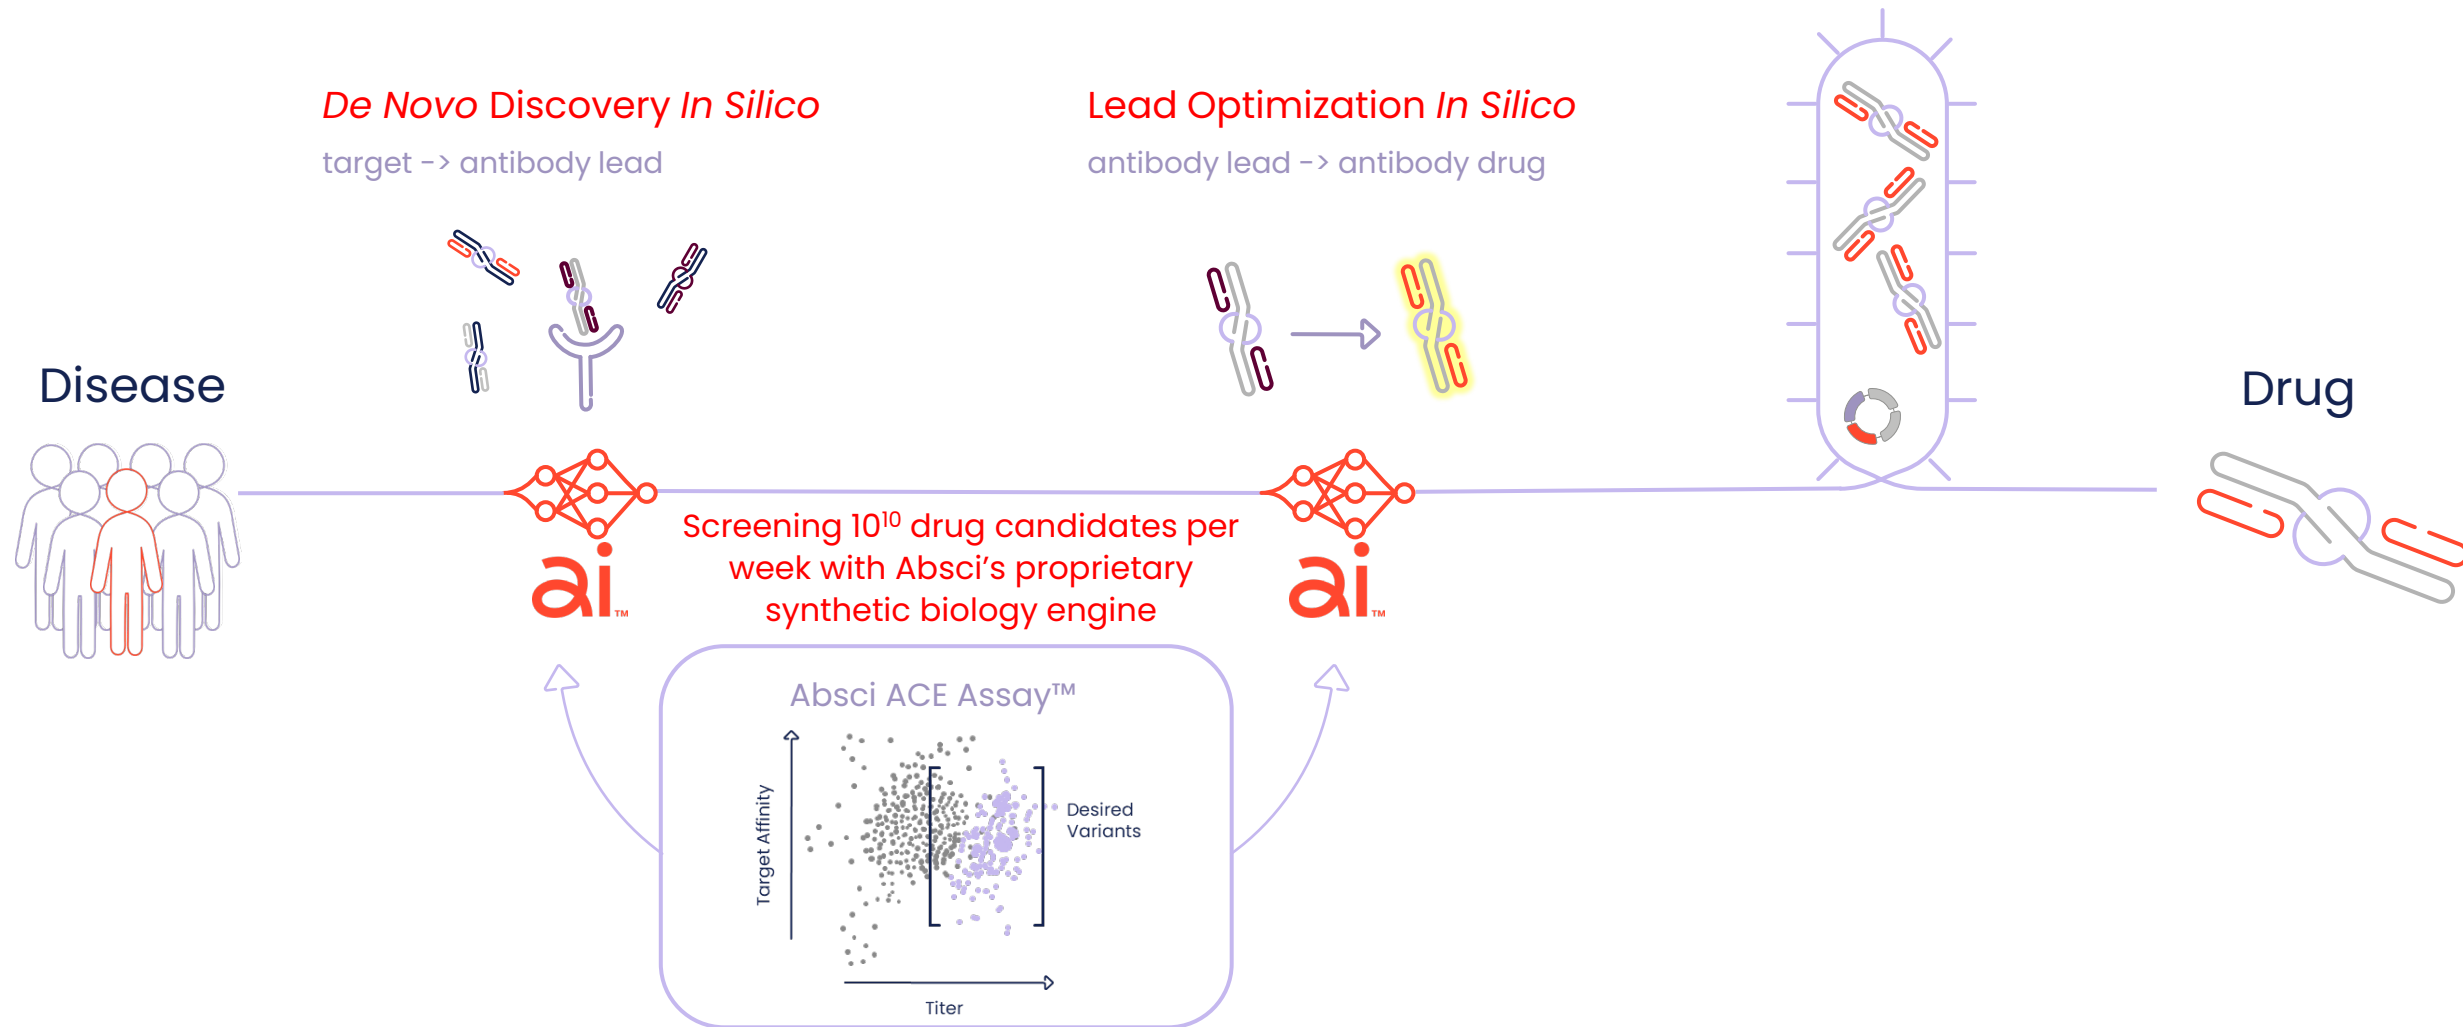 De Novo Discovery In Silico
target -> antibody lead
Lead Optimization In Silico
antibody lead -> antibody drug
Disease
Drug
ai™
Screening 10¹⁰ drug candidates per
week with Absci’s proprietary
synthetic biology engine
ai™
Absci ACE Assay™
Target Affinity
Desired
Variants
Titer